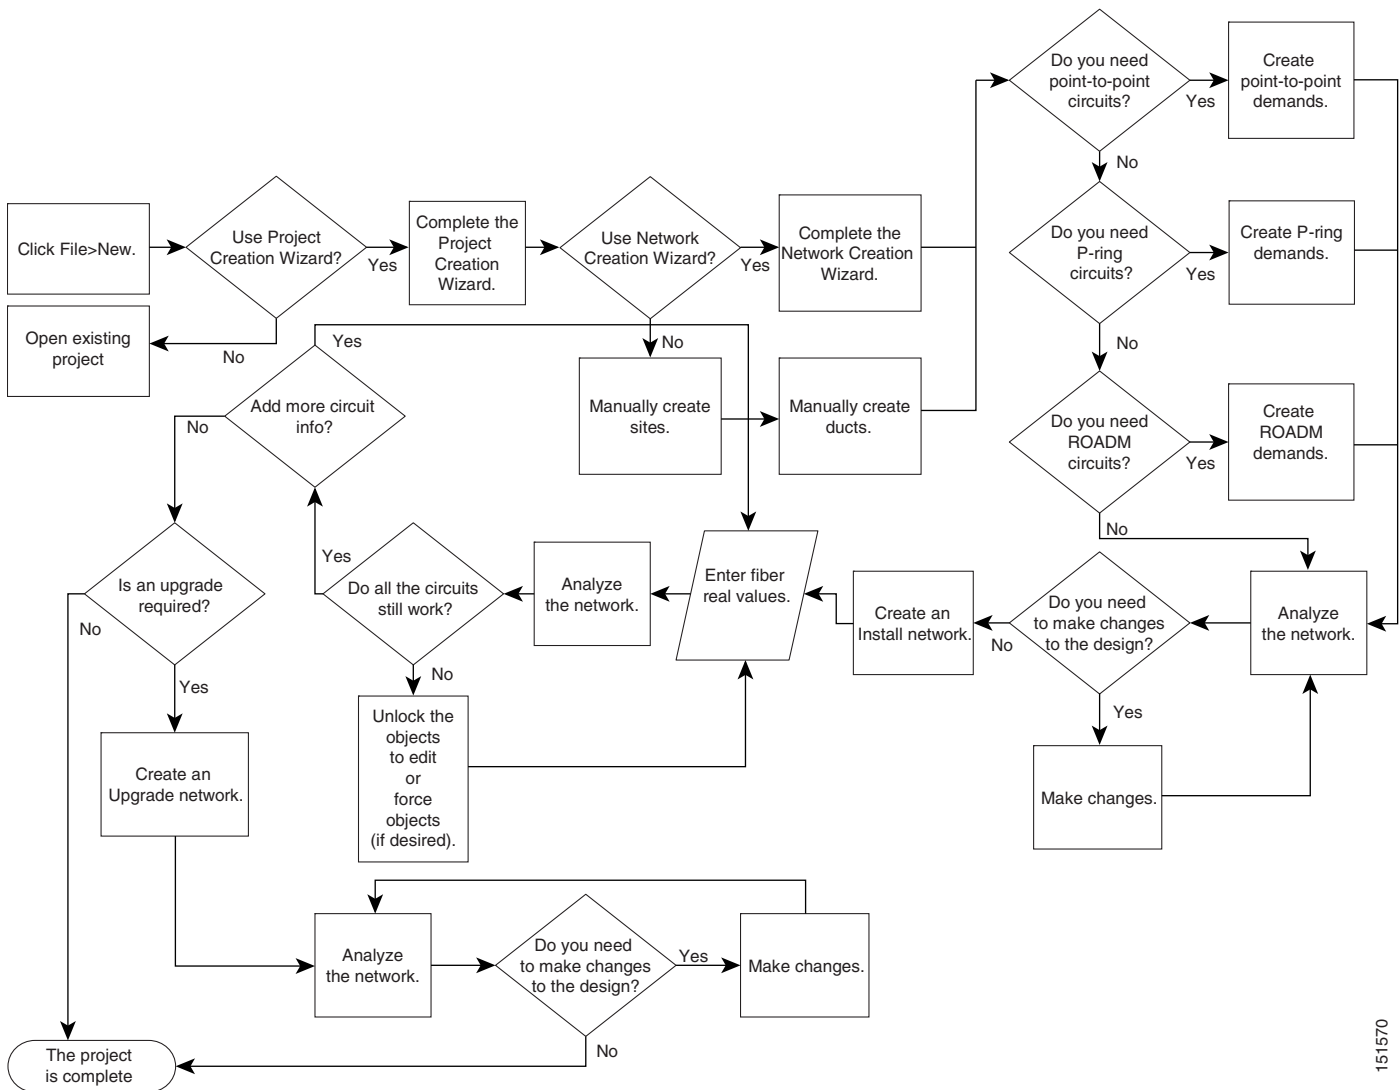 Do you need
point-to-point
circuits?
Yes
Create
point-to-point
demands.
No
Click File>New.
Use Project
Creation Wizard?
Yes
Complete the
Project
Creation
Wizard.
Use Network
Creation Wizard?
Yes
Complete the
Network Creation
Wizard.
Do you need
P-ring
circuits?
Yes
Create P-ring
demands.
Open existing
project
No
Yes
No
No
Add more circuit
info?
No
Manually create
sites.
Manually create
ducts.
Do you need
ROADM
circuits?
Yes
Create
ROADM
demands.
No
Is an upgrade
required?
No
Yes
Do all the circuits
still work?
Analyze
the network.
Enter fiber
real values.
Create an
Install network.
No
Do you need
to make changes
to the design?
Analyze
the network.
Yes
No
Yes
Create an
Upgrade network.
Unlock the
objects
to edit
or
force
objects
(if desired).
Make changes.
Analyze
the network.
Do you need
to make changes
to the design?
Yes
Make changes.
No
The project
is complete
151570